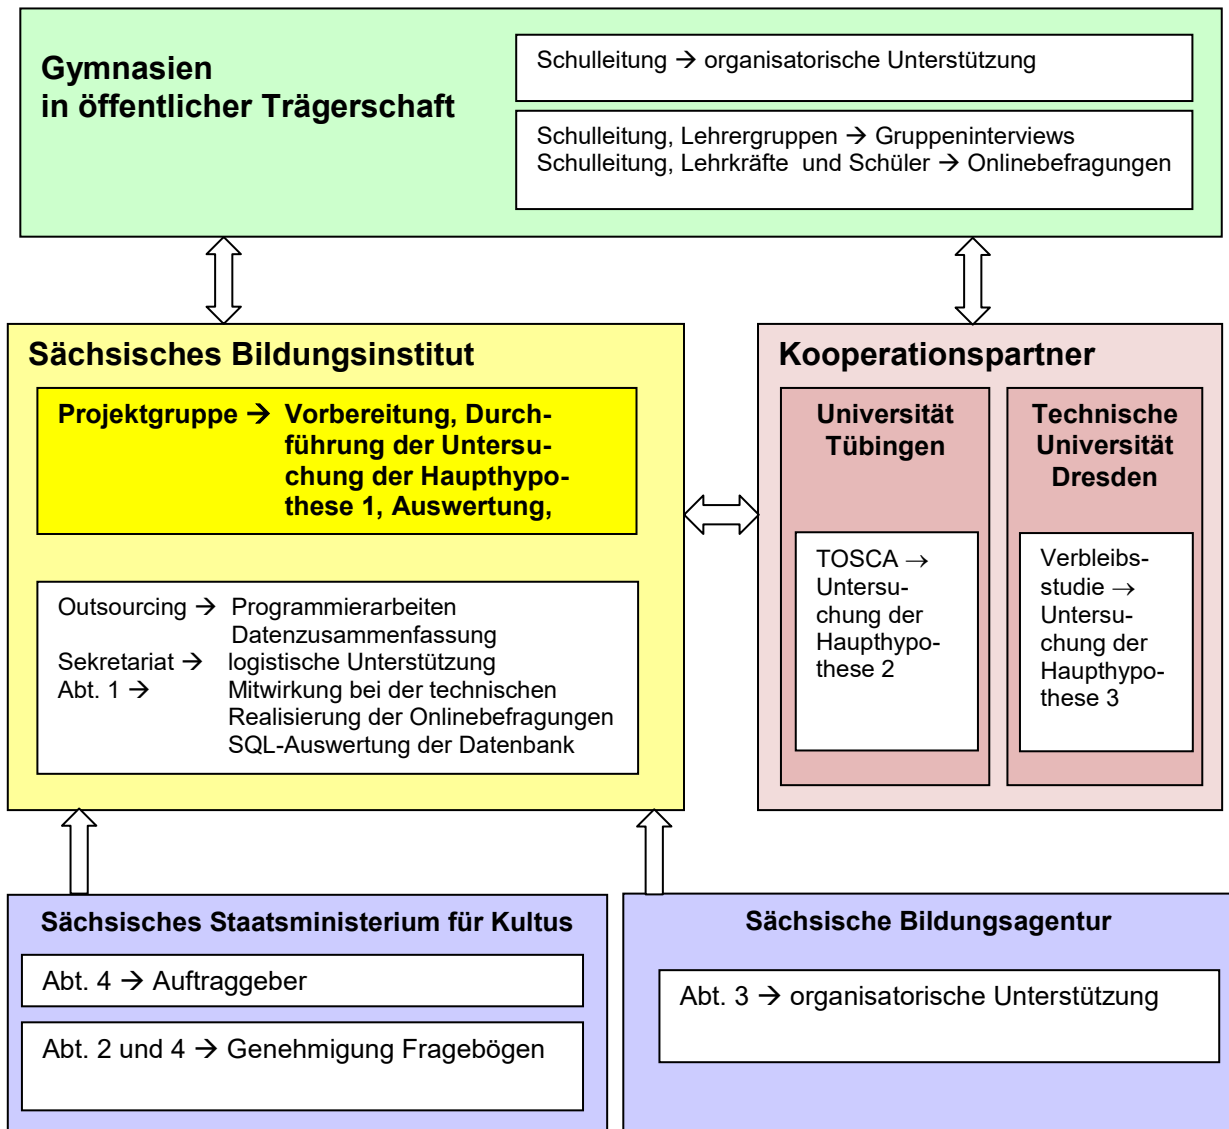 Gymnasien
in öffentlicher Trägerschaft
Schulleitung → organisatorische Unterstützung
Schulleitung, Lehrergruppen → Gruppeninterviews
Schulleitung, Lehrkräfte und Schüler → Onlinebefragungen
Sächsisches Bildungsinstitut
Projektgruppe → Vorbereitung, Durch-
führung der Untersu-
chung der Haupthypo-
these 1, Auswertung,
Outsourcing → Programmierarbeiten
Datenzusammenfassung
Sekretariat → logistische Unterstützung
Abt. 1 → Mitwirkung bei der technischen
Realisierung der Onlinebefragungen
SQL-Auswertung der Datenbank
Kooperationspartner
Universität
Tübingen
TOSCA →
Untersu-
chung der
Haupthypo-
these 2
Technische
Universität
Dresden
Verbleibs-
studie →
Untersu-
chung der
Haupthypo-
these 3
Sächsisches Staatsministerium für Kultus
Abt. 4 → Auftraggeber
Abt. 2 und 4 → Genehmigung Fragebögen
Sächsische Bildungsagentur
Abt. 3 → organisatorische Unterstützung